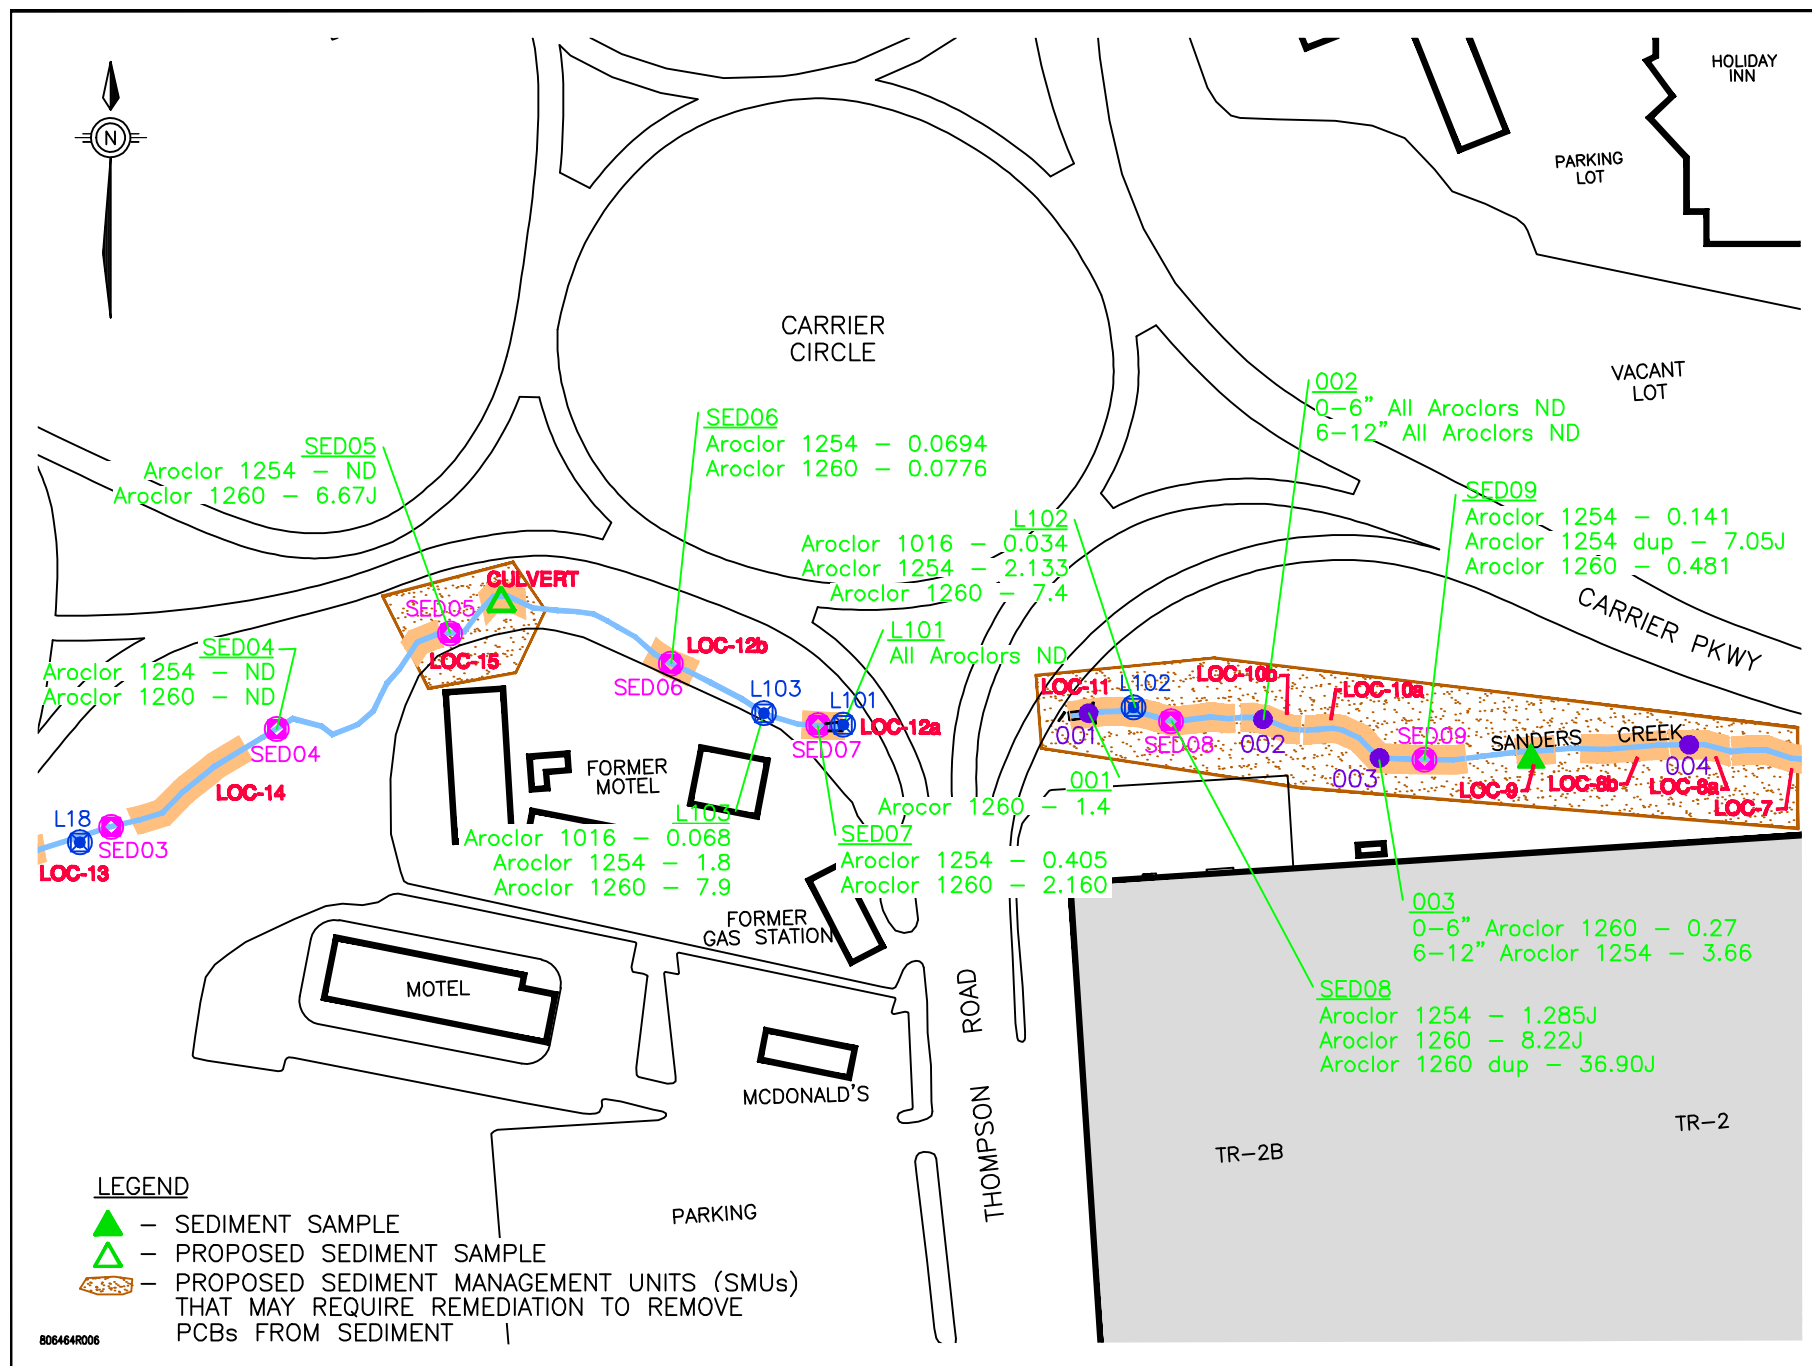 HOLIDAY
INN
N
PARKING
LOT
CARRIER
CIRCLE
VACANT
LOT
002
0-6" All Aroclors ND
6-12" All Aroclors ND
SED06
Aroclor 1254 - 0.0694
Aroclor 1260 - 0.0776
SED05
Aroclor 1254 - ND
Aroclor 1260 - 6.67J
SED09
Aroclor 1254 - 0.141
Aroclor 1254 dup - 7.05J
Aroclor 1260 - 0.481
L102
Aroclor 1016 - 0.034
Aroclor 1254 - 2.133
Aroclor 1260 - 7.4
CULVERT
SED05
LOC-15
CARRIER PKWY
L101
All Aroclors ND
SED04
Aroclor 1254 - ND
Aroclor 1260 - ND
LOC-12b
SED06
L103
L101
LOC-12a
SED07
LOC-11
L102
LOC-10b
LOC-10a
001
SED08
002
SED09
003
SANDERS CREEK
004
LOC-9
LOC-8b
LOC-8a
LOC-7
SED04
LOC-14
L18
SED03
LOC-13
FORMER
MOTEL
001
Arocor 1260 - 1.4
L103
Aroclor 1016 - 0.068
Aroclor 1254 - 1.8
Aroclor 1260 - 7.9
SED07
Aroclor 1254 - 0.405
Aroclor 1260 - 2.160
003
0-6" Aroclor 1260 - 0.27
6-12" Aroclor 1254 - 3.66
FORMER
GAS STATION
MOTEL
SED08
Aroclor 1254 - 1.285J
Aroclor 1260 - 8.22J
Aroclor 1260 dup - 36.90J
MCDONALD'S
THOMPSON ROAD
TR-2
TR-2B
PARKING
LEGEND
- SEDIMENT SAMPLE
- PROPOSED SEDIMENT SAMPLE
- PROPOSED SEDIMENT MANAGEMENT UNITS (SMUs)
THAT MAY REQUIRE REMEDIATION TO REMOVE
PCBs FROM SEDIMENT
806464R006